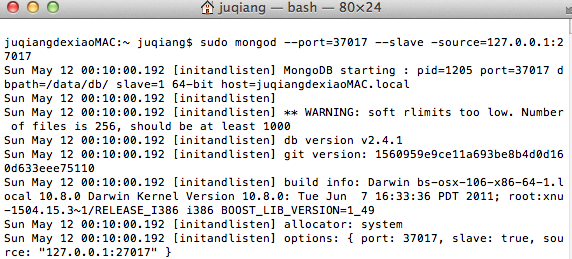 juqiang — bash — 80×24
juqiangdexiaoMAC:~ juqiang$ sudo mongod --port=37017 --slave -source=127.0.0.1:2
7017
Sun May 12 00:10:00.192 [initandlisten] MongoDB starting : pid=1205 port=37017 d
bpath=/data/db/ slave=1 64-bit host=juqiangdexiaoMAC.local
Sun May 12 00:10:00.192 [initandlisten]
Sun May 12 00:10:00.192 [initandlisten] ** WARNING: soft rlimits too low. Number
 of files is 256, should be at least 1000
Sun May 12 00:10:00.192 [initandlisten] db version v2.4.1
Sun May 12 00:10:00.192 [initandlisten] git version: 1560959e9ce11a693be8b4d0d16
0d633eee75110
Sun May 12 00:10:00.192 [initandlisten] build info: Darwin bs-osx-106-x86-64-1.l
ocal 10.8.0 Darwin Kernel Version 10.8.0: Tue Jun  7 16:33:36 PDT 2011; root:xnu
-1504.15.3~1/RELEASE_I386 i386 BOOST_LIB_VERSION=1_49
Sun May 12 00:10:00.192 [initandlisten] allocator: system
Sun May 12 00:10:00.192 [initandlisten] options: { port: 37017, slave: true, sou
rce: "127.0.0.1:27017" }